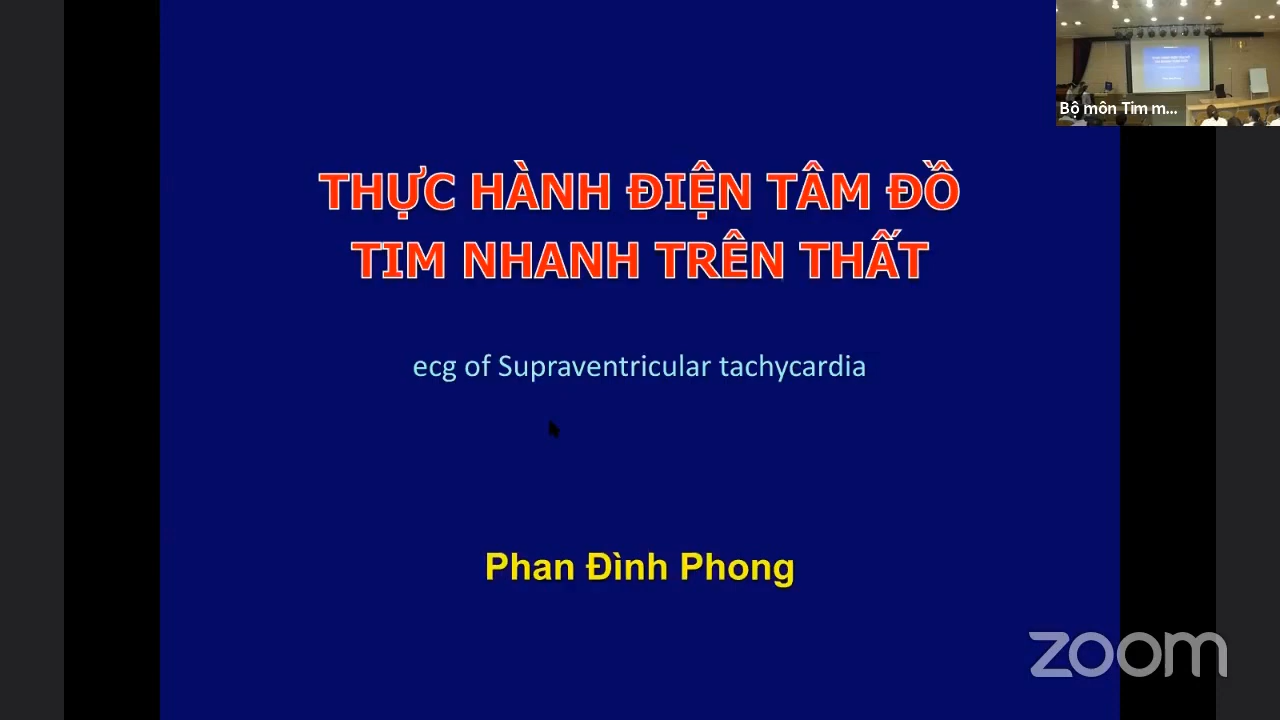 Bộ môn Tim m...
THỰC HÀNH ĐIỆN TÂM ĐỒ
TIM NHANH TRÊN THẤT
ecg of Supraventricular tachycardia
Phan Đình Phong
zoom